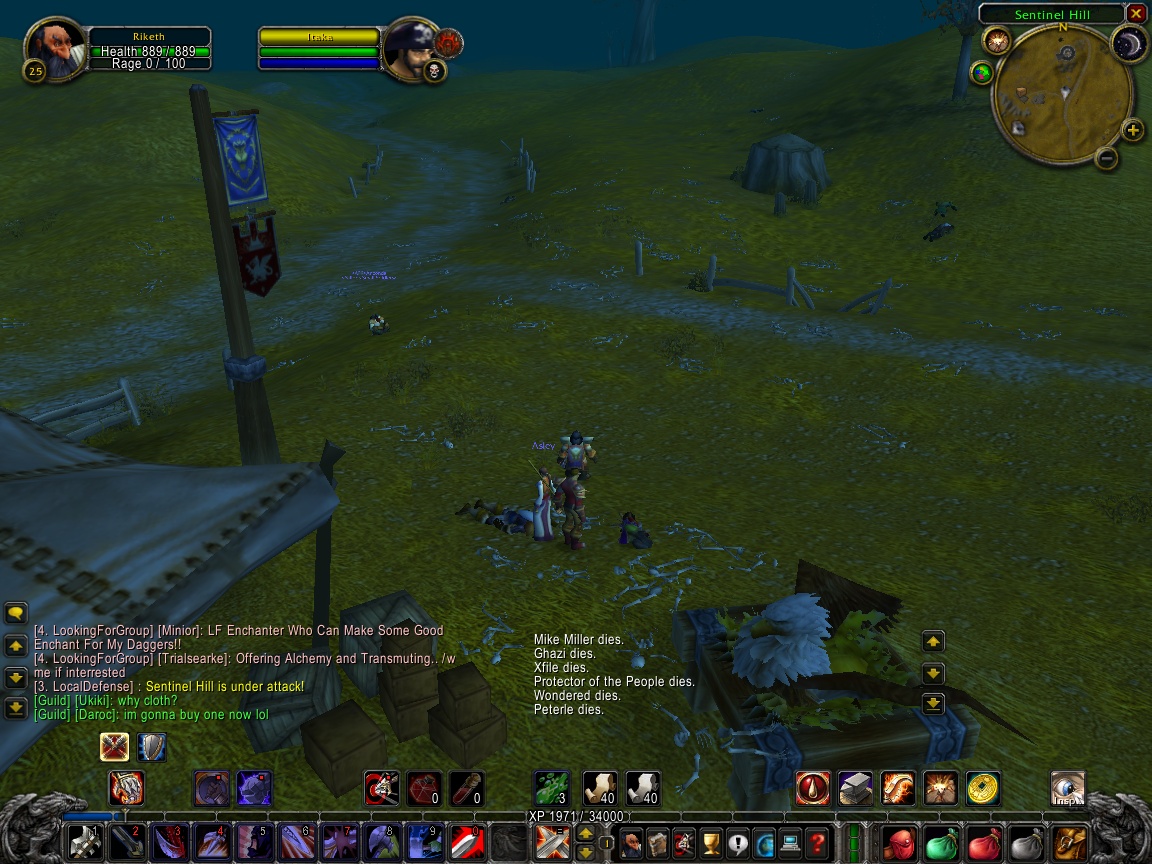 Riketh
Health 889 / 889
Rage 0 / 100
25
Itaka
Sentinel Hill
N
Asley
[4. LookingForGroup] [Minior]: LF Enchanter Who Can Make Some Good
Enchant For My Daggers!!
[4. LookingForGroup] [Trialsearke]: Offering Alchemy and Transmuting.. /w
me if interrested
[3. LocalDefense] : Sentinel Hill is under attack!
[Guild] [Ukiki]: why cloth?
[Guild] [Daroc]: im gonna buy one now lol
Mike Miller dies.
Ghazi dies.
Xfile dies.
Protector of the People dies.
Wondered dies.
Peterle dies.
0
0
3
40
40
Insp
XP 1971 / 34000
1
2
3
4
5
6
7
8
9
0
=
1